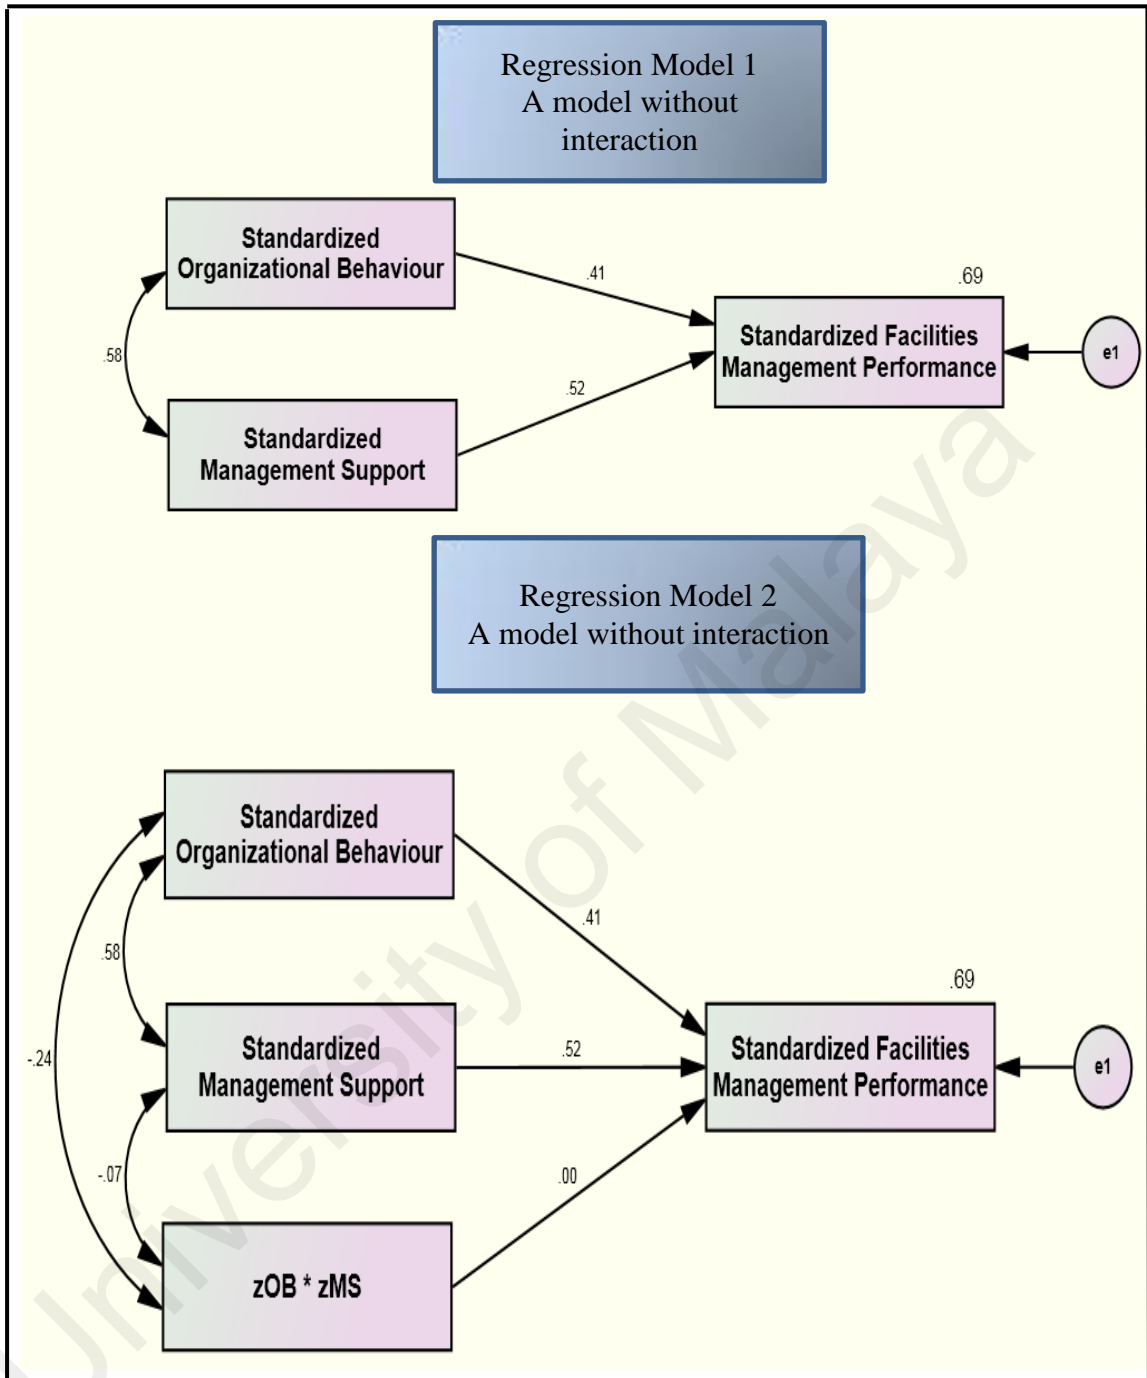 Regression Model 1
A model without
interaction
Standardized
Organizational Behaviour
.41
.69
Standardized Facilities
Management Performance
e1
.58
.52
Standardized
Management Support
Regression Model 2
A model without interaction
Standardized
Organizational Behaviour
.41
.58
.69
-.24
Standardized
Management Support
.52
Standardized Facilities
Management Performance
e1
-.07
.00
zOB * zMS
University of Malaya